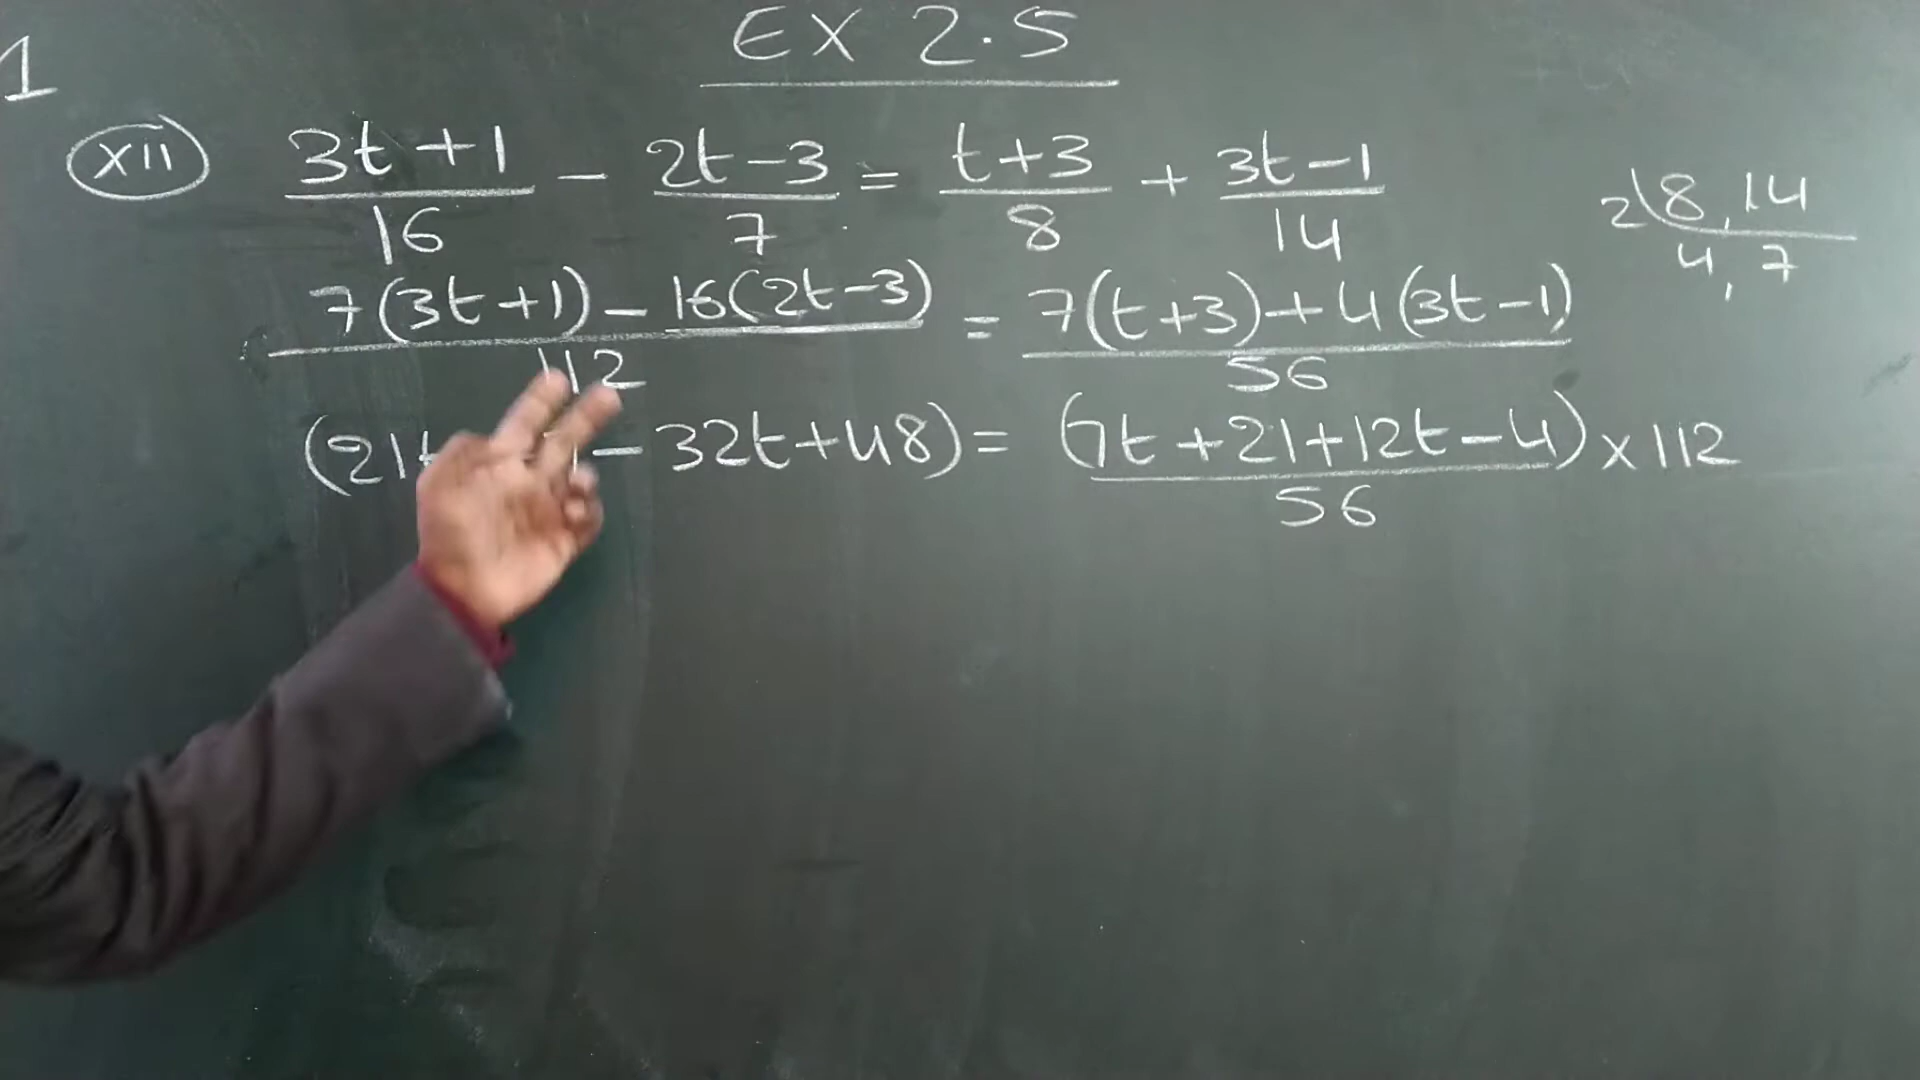 EX 2.5
1
(xii) (3t+1)/16 - (2t-3)/7 = (t+3)/8 + (3t-1)/14
2 | 8, 14
4, 7
(7(3t+1) - 16(2t-3))/112 = (7(t+3)+4(3t-1))/56
(21t - 32t+48) = (7t+21+12t-4)/56 × 112